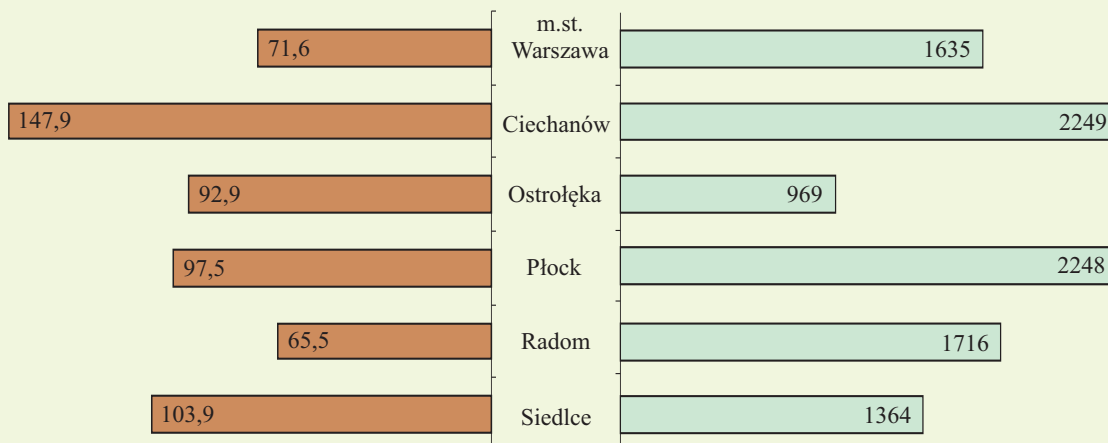 m.st.
71,6 Warszawa 1635
147,9 Ciechanów 2249
92,9 Ostrołęka 969
97,5 Płock 2248
65,5 Radom 1716
103,9 Siedlce 1364